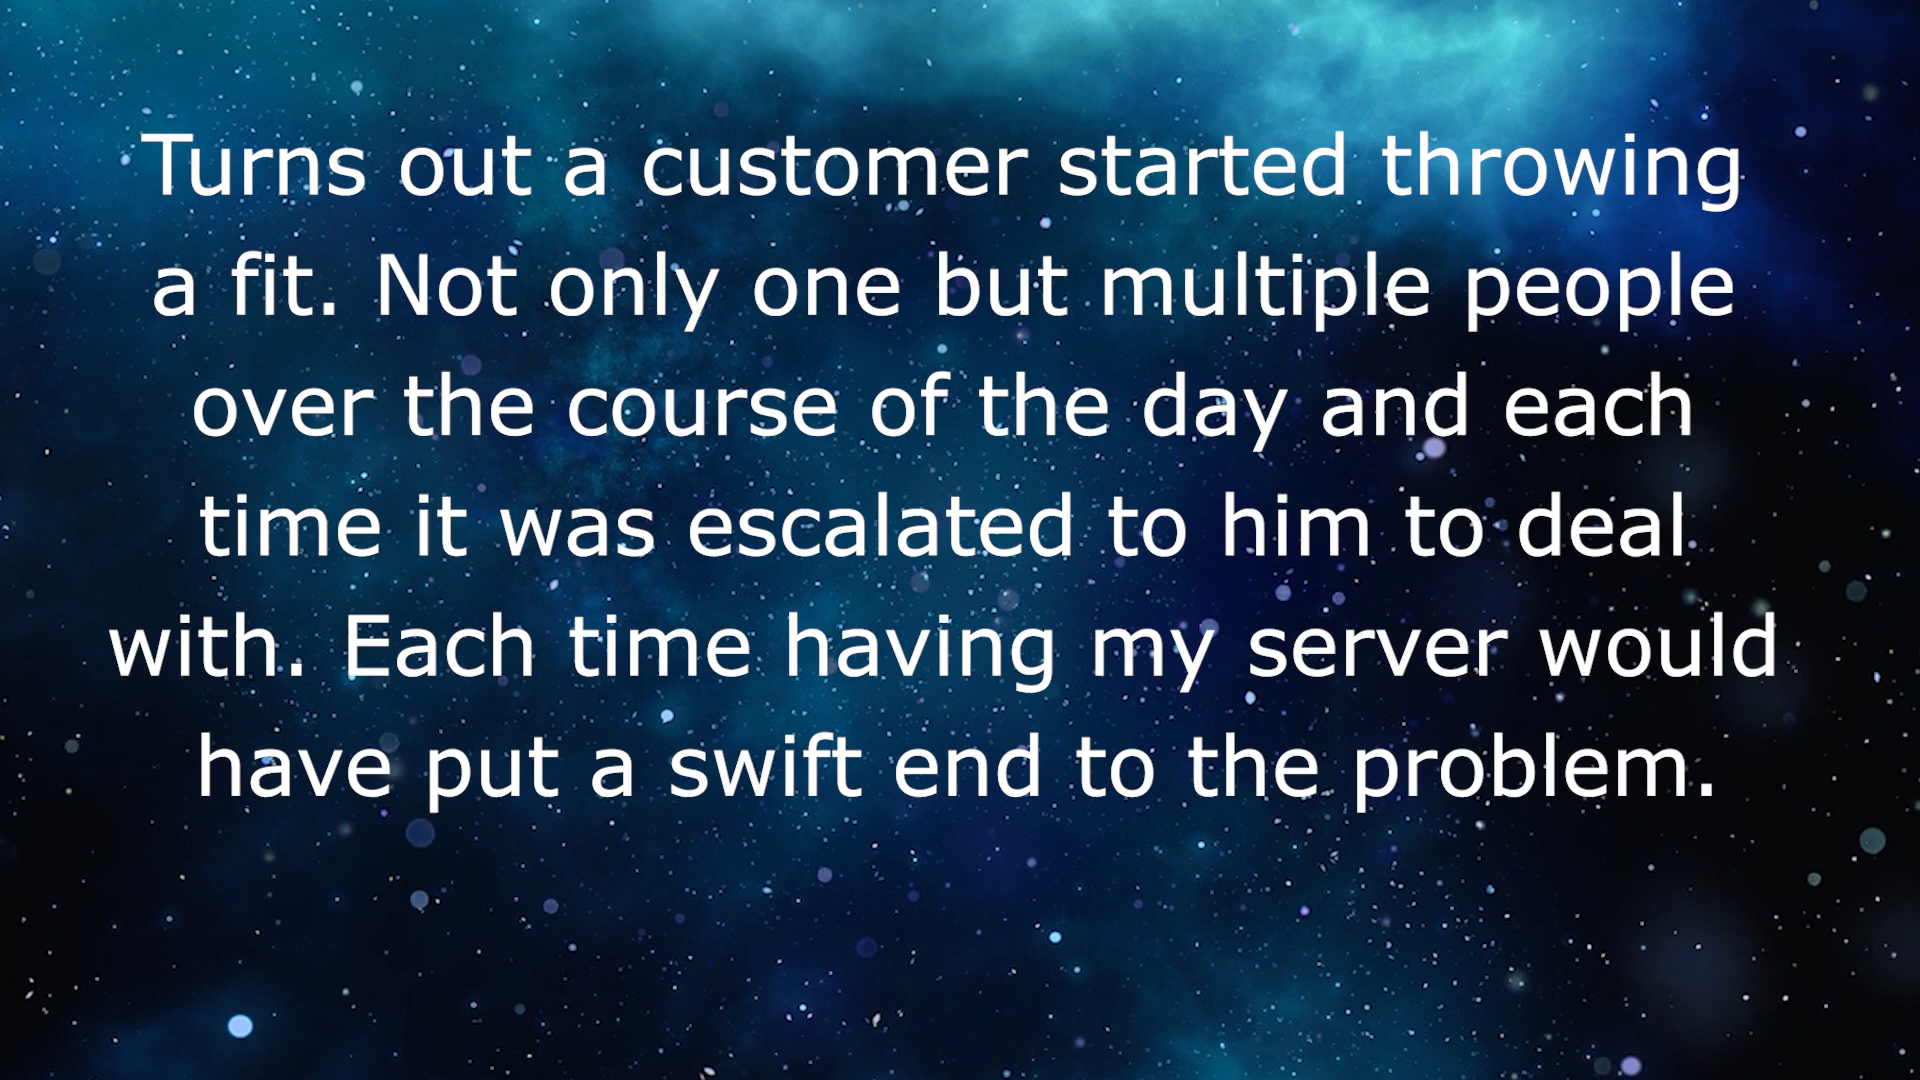 Turns out a customer started throwing
a fit. Not only one but multiple people
over the course of the day and each
time it was escalated to him to deal
with. Each time having my server would
have put a swift end to the problem.